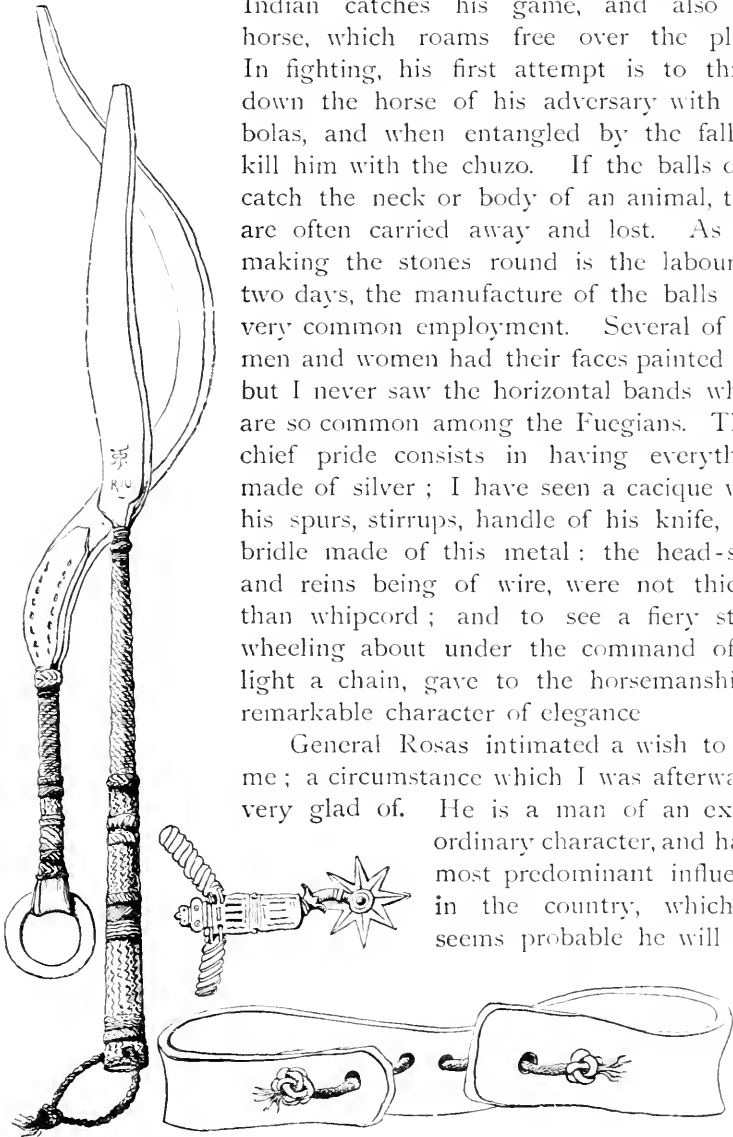 Indian catches his game, and also
horse, which roams free over the pl
In fighting, his first attempt is to th
down the horse of his adversary with
bolas, and when entangled by the fall
kill him with the chuzo. If the balls o
catch the neck or body of an animal, t
are often carried away and lost. As
making the stones round is the labour
two days, the manufacture of the balls
very common employment. Several of
men and women had their faces painted
but I never saw the horizontal bands wh
are so common among the Fuegians. Th
chief pride consists in having everyth
made of silver ; I have seen a cacique w
his spurs, stirrups, handle of his knife,
bridle made of this metal : the head-s
and reins being of wire, were not thic
than whipcord ; and to see a fiery st
wheeling about under the command of
light a chain, gave to the horsemanshi
remarkable character of elegance
General Rosas intimated a wish to
me ; a circumstance which I was afterwa
very glad of. He is a man of an ex
ordinary character, and ha
most predominant influe
in the country, which
seems probable he will
RIO